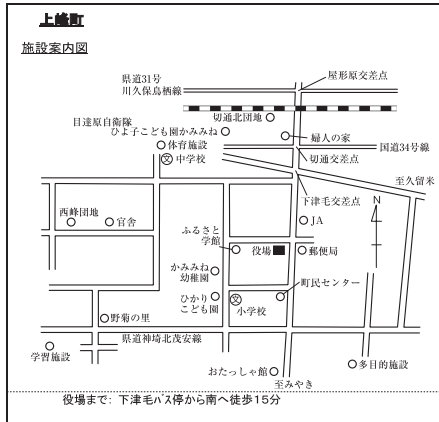 上峰町
施設案内図
屋形原交差点
県道31号
川久保鳥栖線
切通北団地
目達原自衛隊
ひよ子こども園かみみね
婦人の家
体育施設
国道34号線
文 中学校
切通交差点
至久留米
下津毛交差点
N
西峰団地
官舎
JA
ふるさと
学館
役場
郵便局
かみみね
幼稚園
町民センター
ひかり
こども園
文
小学校
野菊の里
県道神埼北茂安線
学習施設
おたっしゃ館
多目的施設
至みやき
役場まで: 下津毛バス停から南へ徒歩15分